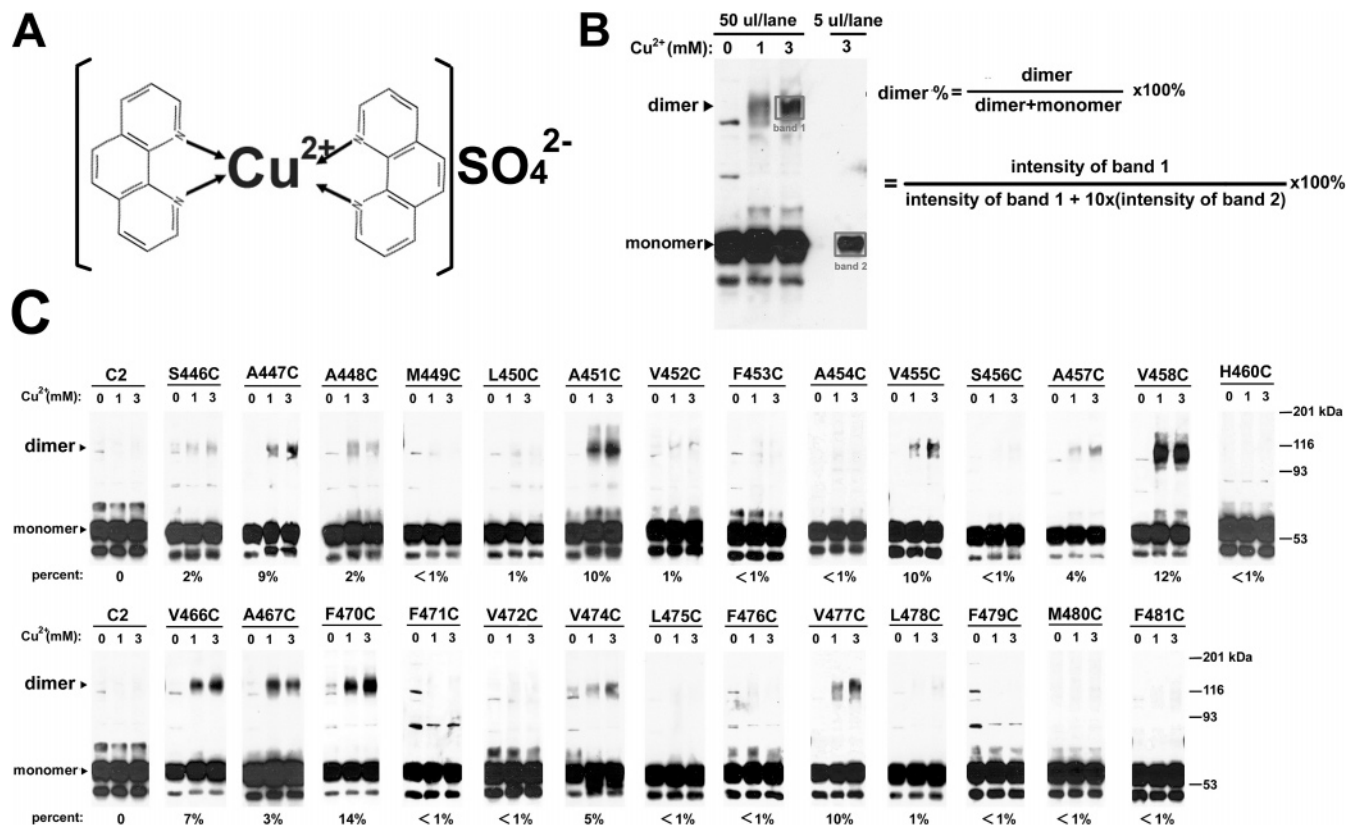 A
N N
N N
Cu2+
SO42-
B
50 ul/lane 5 ul/lane
Cu2+ (mM): 0 1 3 3
dimer
band 1
monomer
band 2
dimer % = dimer / dimer+monomer x100%
= intensity of band 1 / intensity of band 1 + 10x(intensity of band 2) x100%
C
C2 S446C A447C A448C M449C L450C A451C V452C F453C A454C V455C S456C A457C V458C H460C
Cu2+(mM): 0 1 3 0 1 3 0 1 3 0 1 3 0 1 3 0 1 3 0 1 3 0 1 3 0 1 3 0 1 3 0 1 3 0 1 3 0 1 3 0 1 3 0 1 3
201 kDa
dimer
116
93
monomer
53
percent: 0 2% 9% 2% <1% 1% 10% 1% <1% <1% 10% <1% 4% 12% <1%
C2 V466C A467C F470C F471C V472C V474C L475C F476C V477C L478C F479C M480C F481C
Cu2+(mM): 0 1 3 0 1 3 0 1 3 0 1 3 0 1 3 0 1 3 0 1 3 0 1 3 0 1 3 0 1 3 0 1 3 0 1 3 0 1 3 0 1 3
201 kDa
dimer
116
93
monomer
53
percent: 0 7% 3% 14% <1% <1% 5% <1% <1% 10% 1% <1% <1% <1%